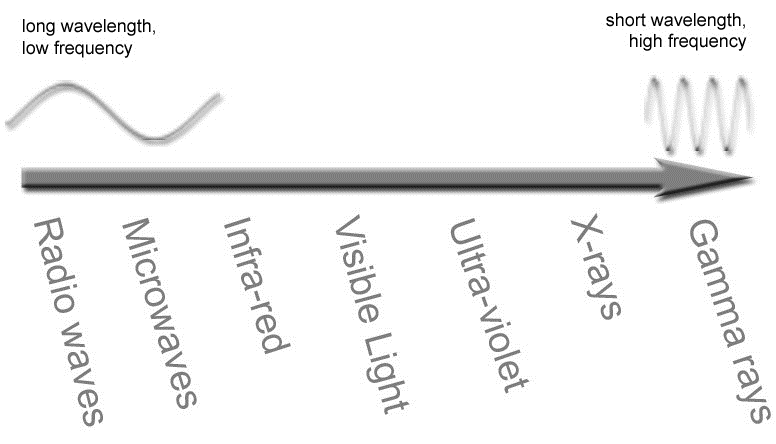 long wavelength,
low frequency
short wavelength,
high frequency
Radio waves
Microwaves
Infra-red
Visible Light
Ultra-violet
X-rays
Gamma rays